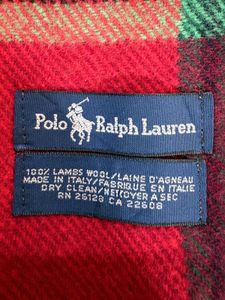 Polo Ralph Lauren
100% LAMBS WOOL/LAINE D'AGNEAU
MADE IN ITALY/FABRIQUE EN ITALIE
DRY CLEAN/NETTOYER A SEC
RN 26128 CA 22608